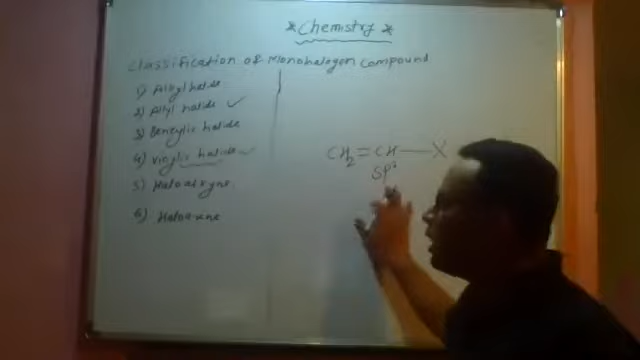 *Chemistry*
Classification of Monohalogen Compound
1) Alkyl halide
2) Allyl halide ✓
3) Bencylic halide
4) Vinylic halide ✓
5) Haloalkyne.
6) Haloarene
CH₂=CH—X
SP²